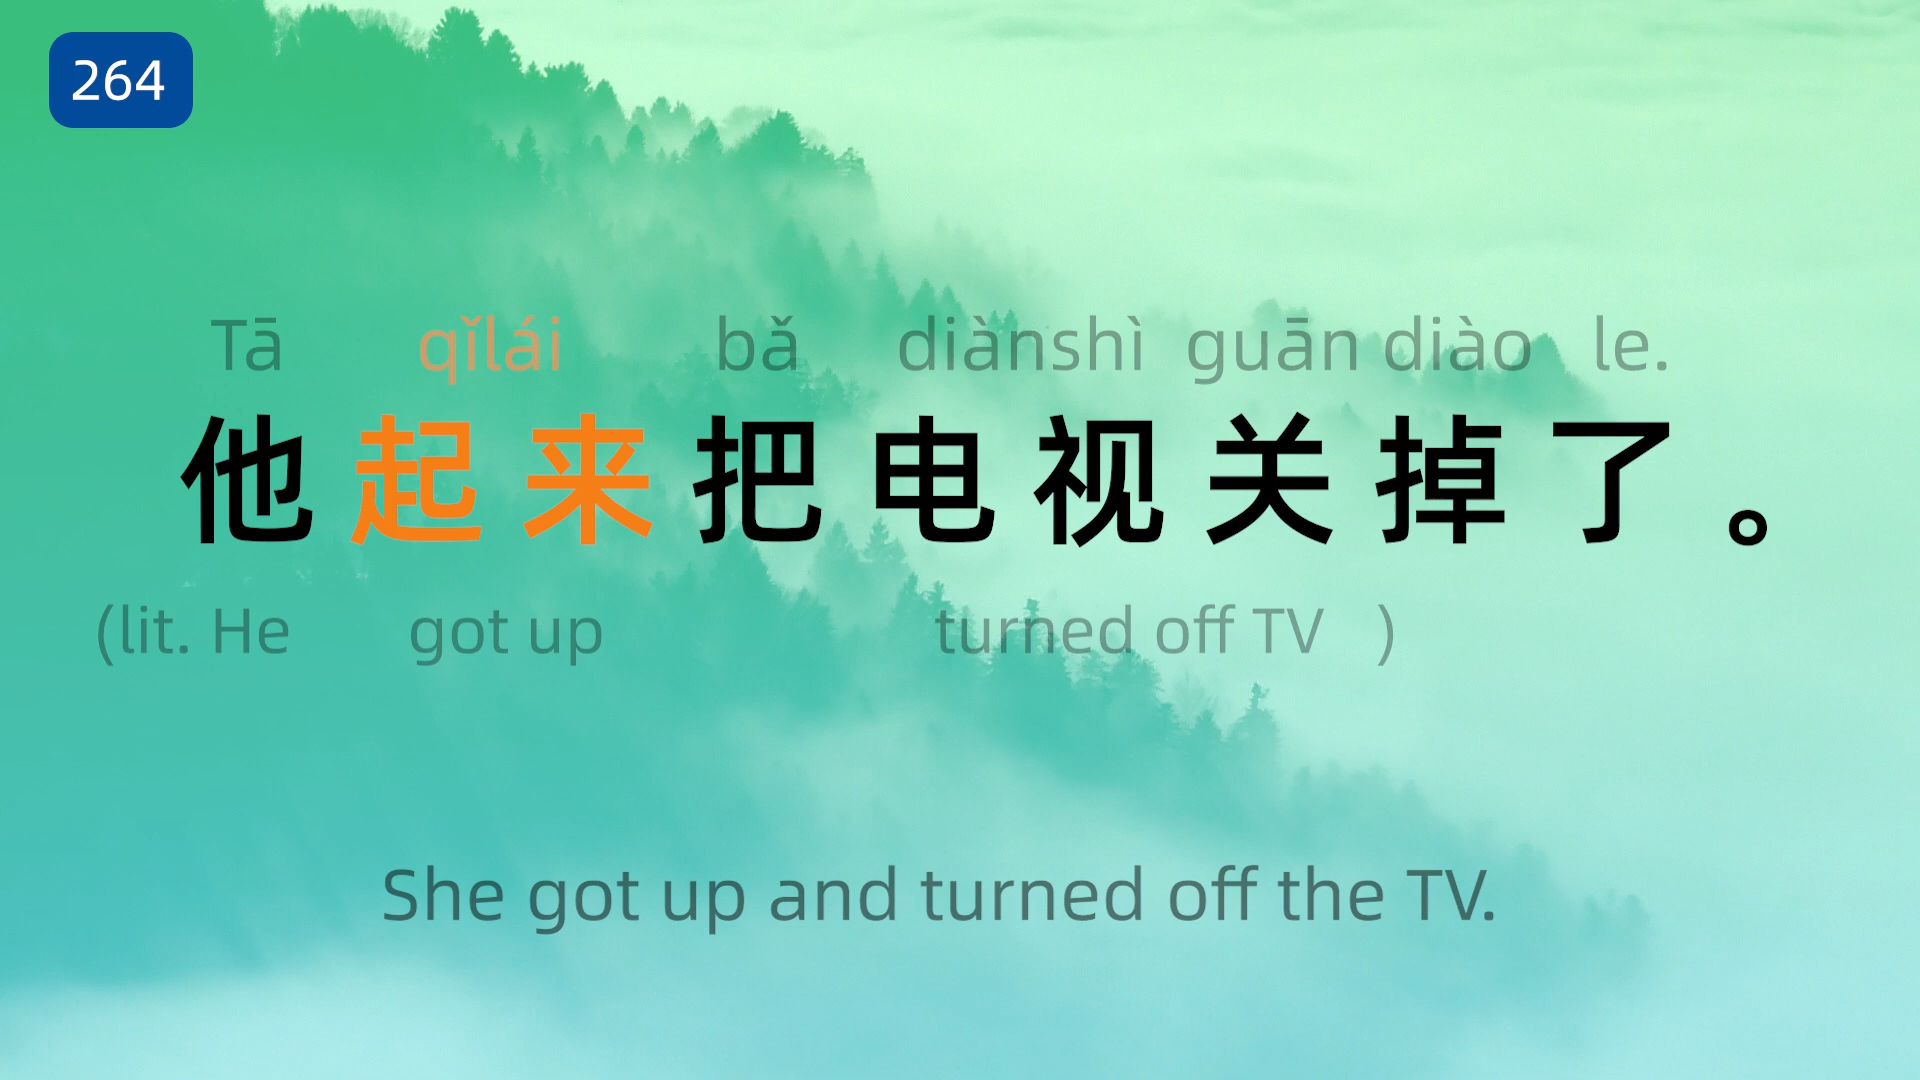 264
Tā qǐlái bǎ diànshì guān diào le.
他起来把电视关掉了。
(lit. He got up turned off TV )
She got up and turned off the TV.